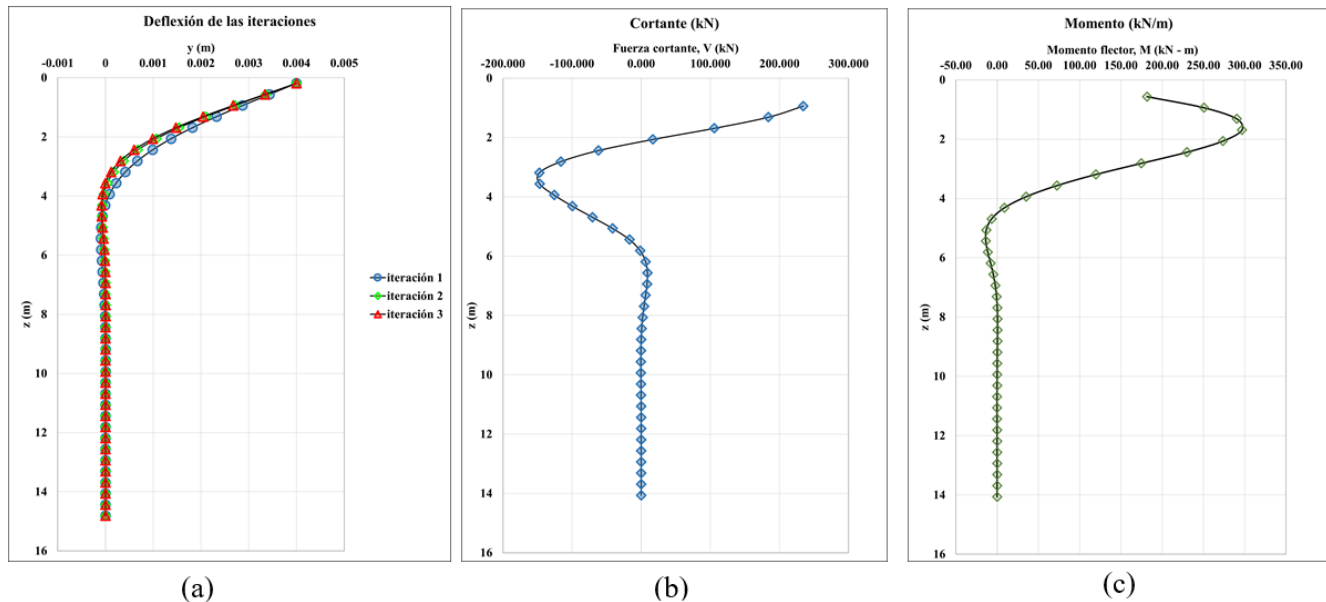 Deflexión de las iteraciones
y (m)
-0.001 0 0.001 0.002 0.003 0.004 0.005
0
2
4
6
8
10
12
14
16
z (m)
iteración 1
iteración 2
iteración 3
(a)
Cortante (kN)
Fuerza cortante, V (kN)
-200.000 -100.000 0.000 100.000 200.000 300.000
0
2
4
6
8
10
12
14
16
z (m)
(b)
Momento (kN/m)
Momento flector, M (kN - m)
-50.00 0.00 50.00 100.00 150.00 200.00 250.00 300.00 350.00
0
2
4
6
8
10
12
14
16
z (m)
(c)